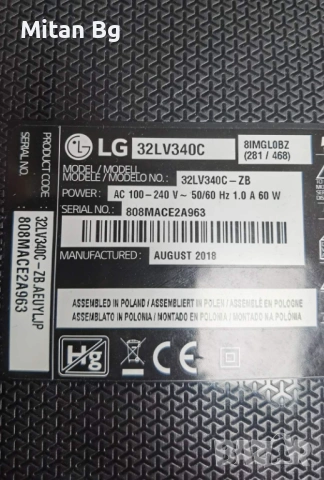 Mitan Bg
LG 32LV340C
8IMGL0BZ
(281 / 468)
MODEL / MODELL
MODELE / MODELO NO.: 32LV340C-ZB
POWER: AC 100-240 V~ 50/60 Hz 1.0 A 60 W
SERIAL NO.: 808MACE2A963
MANUFACTURED: AUGUST 2018
ASSEMBLED IN POLAND / ASSEMBLIERT IN POLEN / ASSEMBLÉ EN POLOGNE
ASSEMBLATO IN POLONIA / MONTADO EN POLONIA / MONTADO NA POLÓNIA
Hg
CE
PRODUCT CODE: 32LV340C-ZB.AEUYLJP
SERIAL NO.: 808MACE2A963